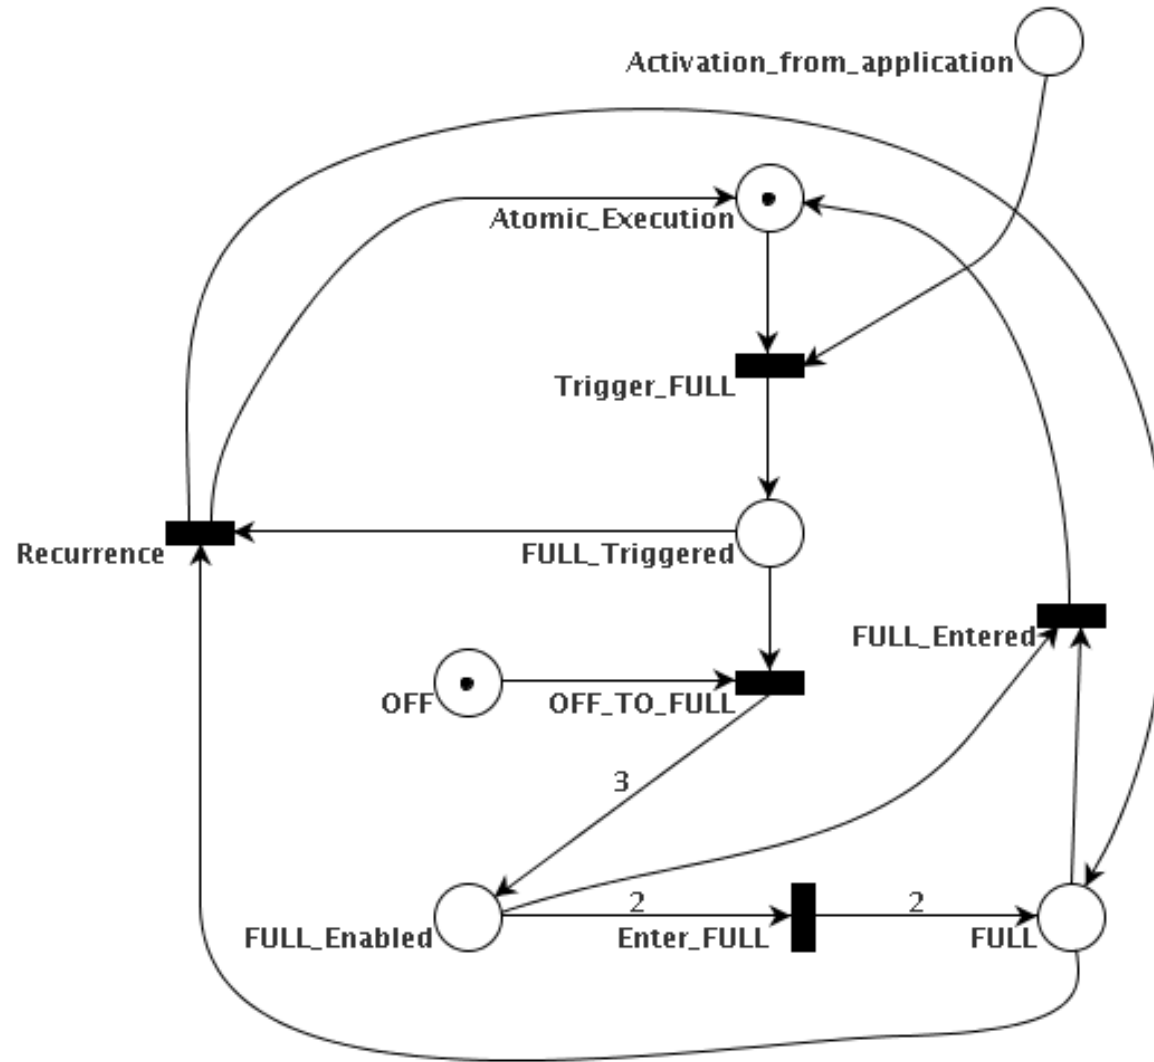 Activation_from_application
Atomic_Execution
Trigger_FULL
Recurrence
FULL_Triggered
FULL_Entered
OFF
OFF_TO_FULL
3
2
2
FULL_Enabled
Enter_FULL
FULL